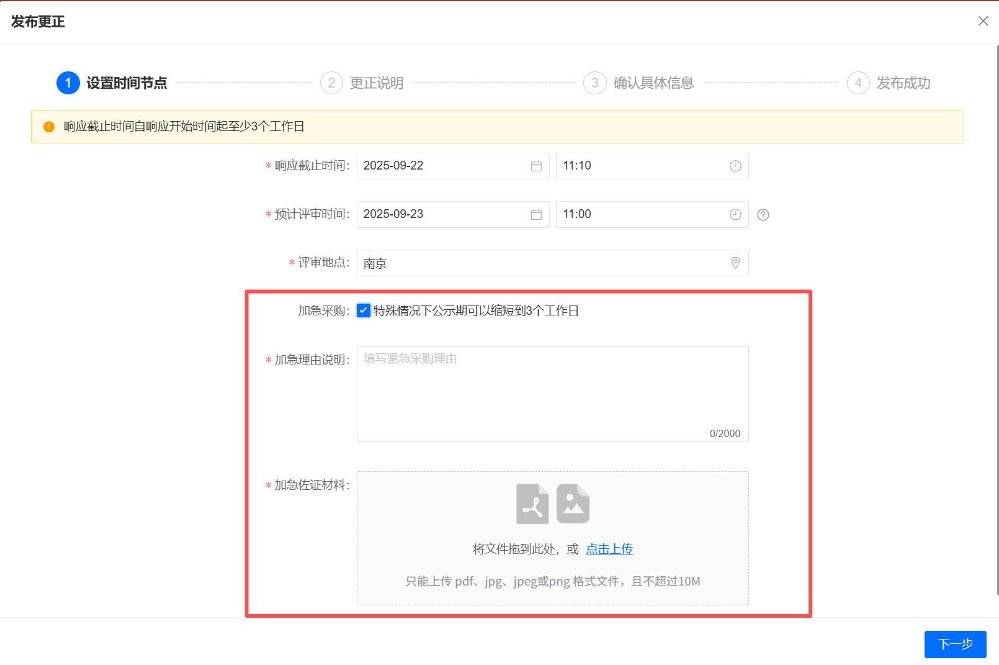 发布更正
1 设置时间节点 2 更正说明 3 确认具体信息 4 发布成功
响应截止时间自响应开始时间起至少3个工作日
* 响应截止时间: 2025-09-22 11:10
* 预计评审时间: 2025-09-23 11:00
* 评审地点: 南京
加急采购: 特殊情况下公示期可以缩短到3个工作日
* 加急理由说明: 填写紧急采购理由
0/2000
* 加急佐证材料:
将文件拖到此处，或 点击上传
只能上传 pdf、jpg、jpeg或png 格式文件，且不超过10M
下一步